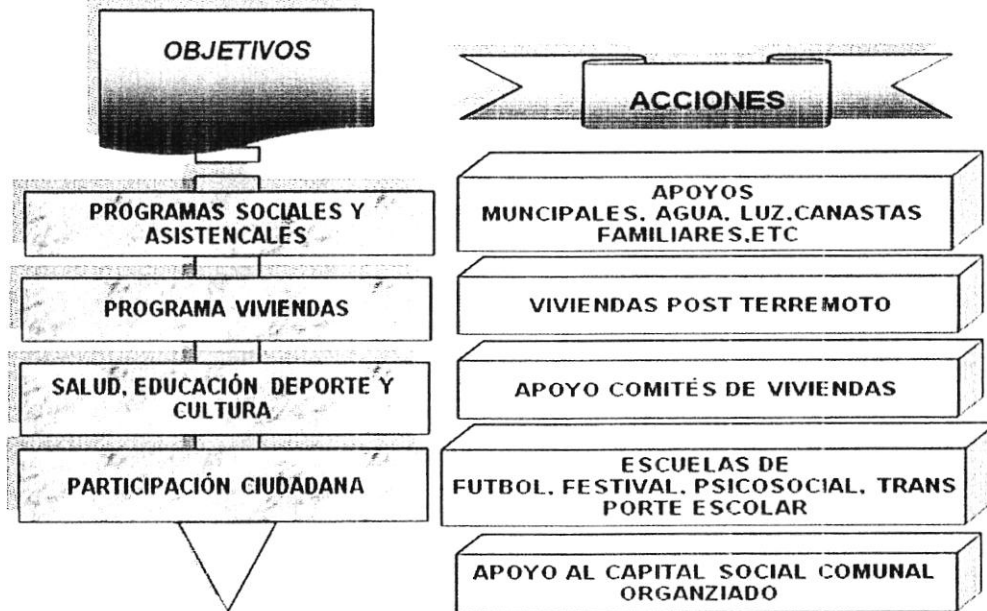 OBJETIVOS
PROGRAMAS SOCIALES Y
ASISTENCALES
PROGRAMA VIVIENDAS
SALUD, EDUCACIÓN DEPORTE Y
CULTURA
PARTICIPACIÓN CIUDADANA
ACCIONES
APOYOS
MUNCIPALES. AGUA. LUZ.CANASTAS
FAMILIARES.ETC
VIVIENDAS POST TERREMOTO
APOYO COMITÉS DE VIVIENDAS
ESCUELAS DE
FUTBOL. FESTIVAL. PSICOSOCIAL. TRANS
PORTE ESCOLAR
APOYO AL CAPITAL SOCIAL COMUNAL
ORGANZIADO